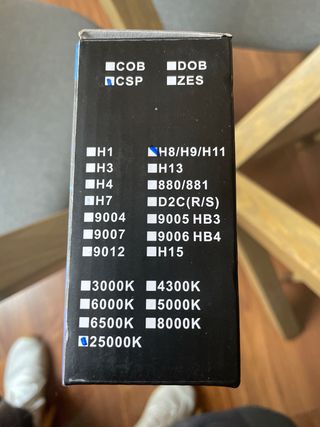 COB DOB
CSP ZES
H1 H8/H9/H11
H3 H13
H4 880/881
H7 D2C(R/S)
9004 9005 HB3
9007 9006 HB4
9012 H15
3000K 4300K
6000K 5000K
6500K 8000K
25000K